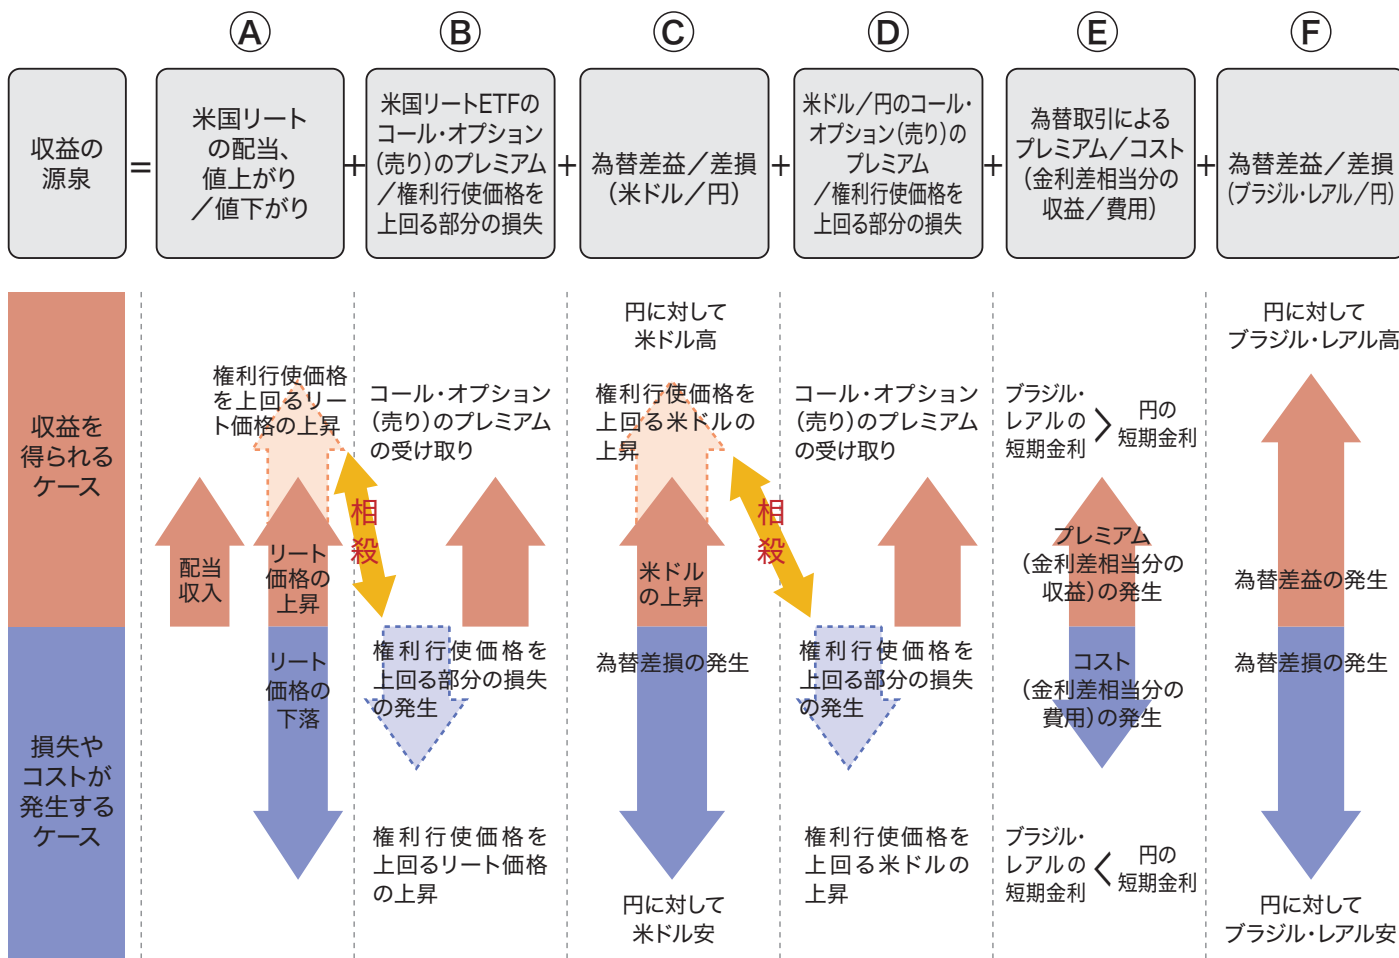 Ⓐ
Ⓑ
Ⓒ
Ⓓ
Ⓔ
Ⓕ
収益の
源泉
=
米国リート
の配当、
値上がり
／値下がり
+
米国リートETFの
コール・オプション
(売り)のプレミアム
／権利行使価格を
上回る部分の損失
+
為替差益／差損
(米ドル／円)
+
米ドル／円のコール・
オプション(売り)の
プレミアム
／権利行使価格を
上回る部分の損失
+
為替取引による
プレミアム／コスト
(金利差相当分の
収益／費用)
+
為替差益／差損
(ブラジル・レアル／円)
収益を
得られる
ケース
権利行使価格
を上回るリー
ト価格の上昇
配当
収入
リート
価格の
上昇
相
殺
コール・オプション
(売り)のプレミアム
の受け取り
円に対して
米ドル高
権利行使価格を
上回る米ドルの
上昇
米ドル
の上昇
相
殺
コール・オプション
(売り)のプレミアム
の受け取り
ブラジル・
レアルの
短期金利
＞
円の
短期金利
プレミアム
(金利差相当分の
収益)の発生
円に対して
ブラジル・レアル高
為替差益の発生
損失や
コストが
発生する
ケース
リート
価格の
下落
権利行使価格を
上回る部分の損失
の発生
権利行使価格を
上回るリート価格
の上昇
為替差損の発生
円に対して
米ドル安
権利行使価格を
上回る部分の損失
の発生
権利行使価格を
上回る米ドルの
上昇
コスト
(金利差相当分の
費用)の発生
ブラジル・
レアルの
短期金利
＜
円の
短期金利
為替差損の発生
円に対して
ブラジル・レアル安